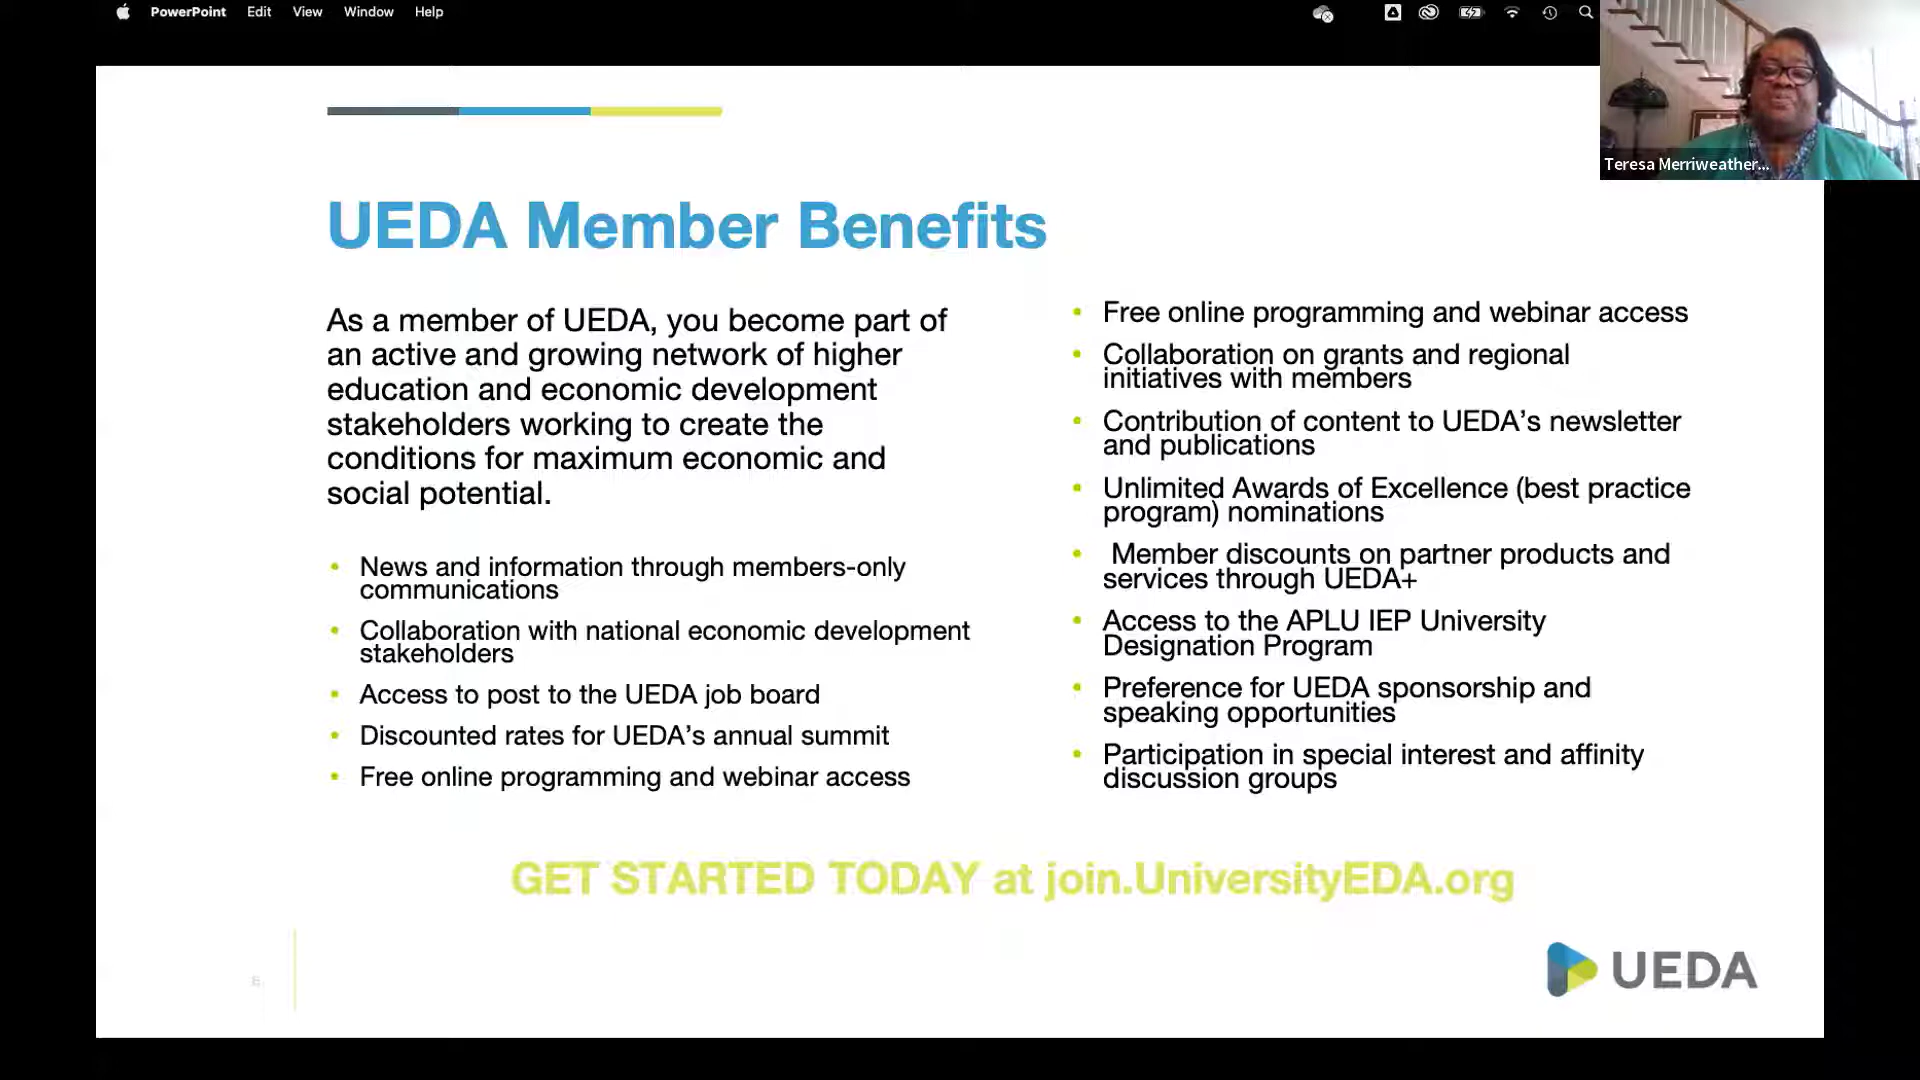 PowerPoint Edit View Window Help
Teresa Merriweather...
UEDA Member Benefits
As a member of UEDA, you become part of
an active and growing network of higher
education and economic development
stakeholders working to create the
conditions for maximum economic and
social potential.
• News and information through members-only
communications
• Collaboration with national economic development
stakeholders
• Access to post to the UEDA job board
• Discounted rates for UEDA’s annual summit
• Free online programming and webinar access
• Free online programming and webinar access
• Collaboration on grants and regional
initiatives with members
• Contribution of content to UEDA’s newsletter
and publications
• Unlimited Awards of Excellence (best practice
program) nominations
• Member discounts on partner products and
services through UEDA+
• Access to the APLU IEP University
Designation Program
• Preference for UEDA sponsorship and
speaking opportunities
• Participation in special interest and affinity
discussion groups
GET STARTED TODAY at join.UniversityEDA.org
UEDA